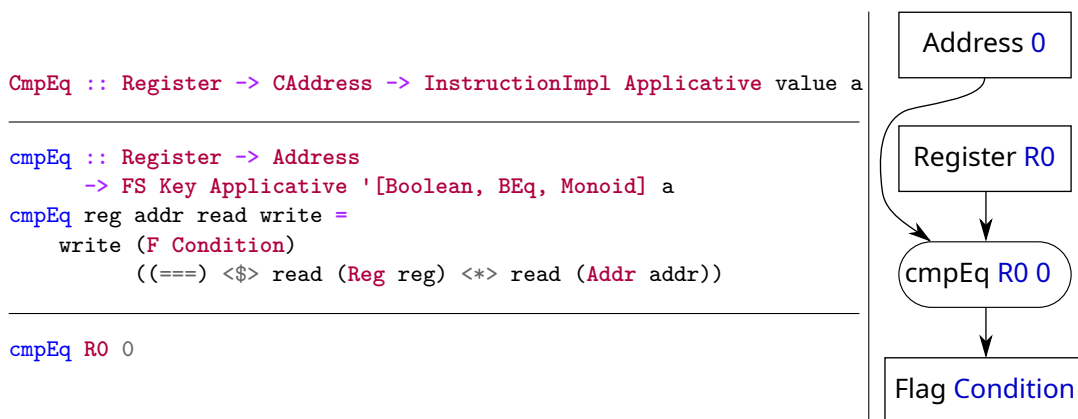 CmpEq :: Register -> CAddress -> InstructionImpl Applicative value a
cmpEq :: Register -> Address
-> FS Key Applicative '[Boolean, BEq, Monoid] a
cmpEq reg addr read write =
write (F Condition)
((===) <$> read (Reg reg) <*> read (Addr addr))
cmpEq R0 0
Address 0
Register R0
cmpEq R0 0
Flag Condition